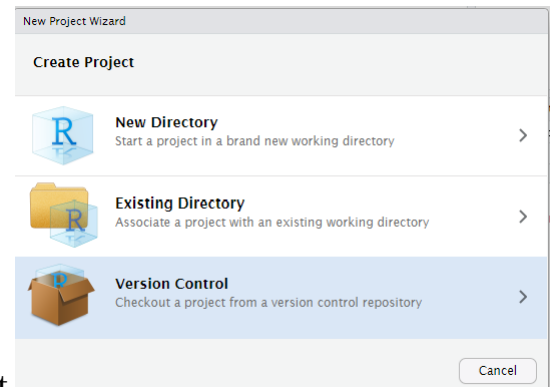 New Project Wizard
Create Project
New Directory
Start a project in a brand new working directory
Existing Directory
Associate a project with an existing working directory
Version Control
Checkout a project from a version control repository
Cancel